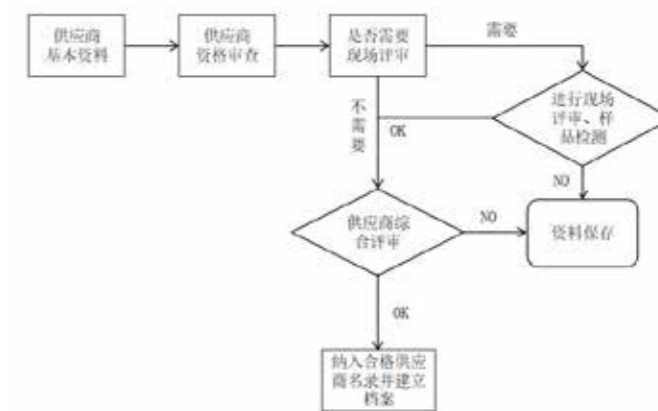 供应商
基本资料
供应商
资格审查
是否需要
现场评审
需要
进行现场
评审、样
品检测
不
需
要
OK
NO
供应商综
合评审
NO
资料保存
OK
纳入合格供应
商名录并建立
档案